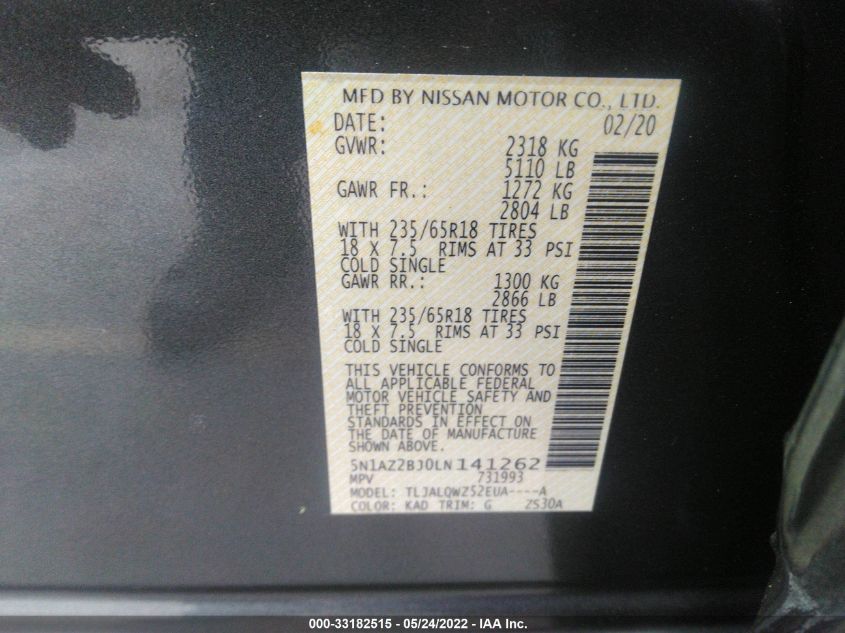 MFD BY NISSAN MOTOR CO., LTD.
DATE: 02/20
GVWR: 2318 KG
5110 LB
GAWR FR.: 1272 KG
2804 LB
WITH 235/65R18 TIRES
18 X 7.5 RIMS AT 33 PSI
COLD SINGLE
GAWR RR.: 1300 KG
2866 LB
WITH 235/65R18 TIRES
18 X 7.5 RIMS AT 33 PSI
COLD SINGLE
THIS VEHICLE CONFORMS TO
ALL APPLICABLE FEDERAL
MOTOR VEHICLE SAFETY AND
THEFT PREVENTION
STANDARDS IN EFFECT ON
THE DATE OF MANUFACTURE
SHOWN ABOVE.
5N1AZ2BJ0LN141262
MPV 731993
MODEL: TLJALQWZ52EUA----A
COLOR: KAD TRIM: G ZS30A
000-33182515 - 05/24/2022 - IAA Inc.